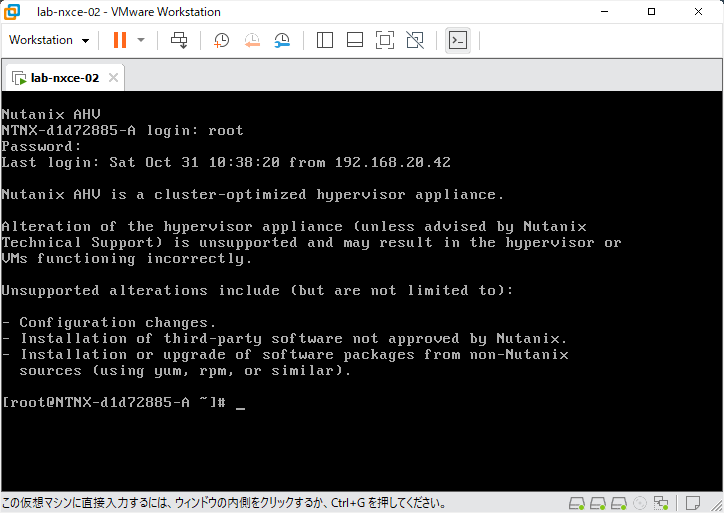 lab-nxce-02 - VMware Workstation
Workstation
lab-nxce-02
Nutanix AHV
NTNX-d1d72885-A login: root
Password:
Last login: Sat Oct 31 10:38:20 from 192.168.20.42
Nutanix AHV is a cluster-optimized hypervisor appliance.
Alteration of the hypervisor appliance (unless advised by Nutanix
Technical Support) is unsupported and may result in the hypervisor or
VMs functioning incorrectly.
Unsupported alterations include (but are not limited to):
- Configuration changes.
- Installation of third-party software not approved by Nutanix.
- Installation or upgrade of software packages from non-Nutanix
sources (using yum, rpm, or similar).
[root@NTNX-d1d72885-A ~]# _
この仮想マシンに直接入力するには、ウィンドウの内側をクリックするか、Ctrl+G を押してください。